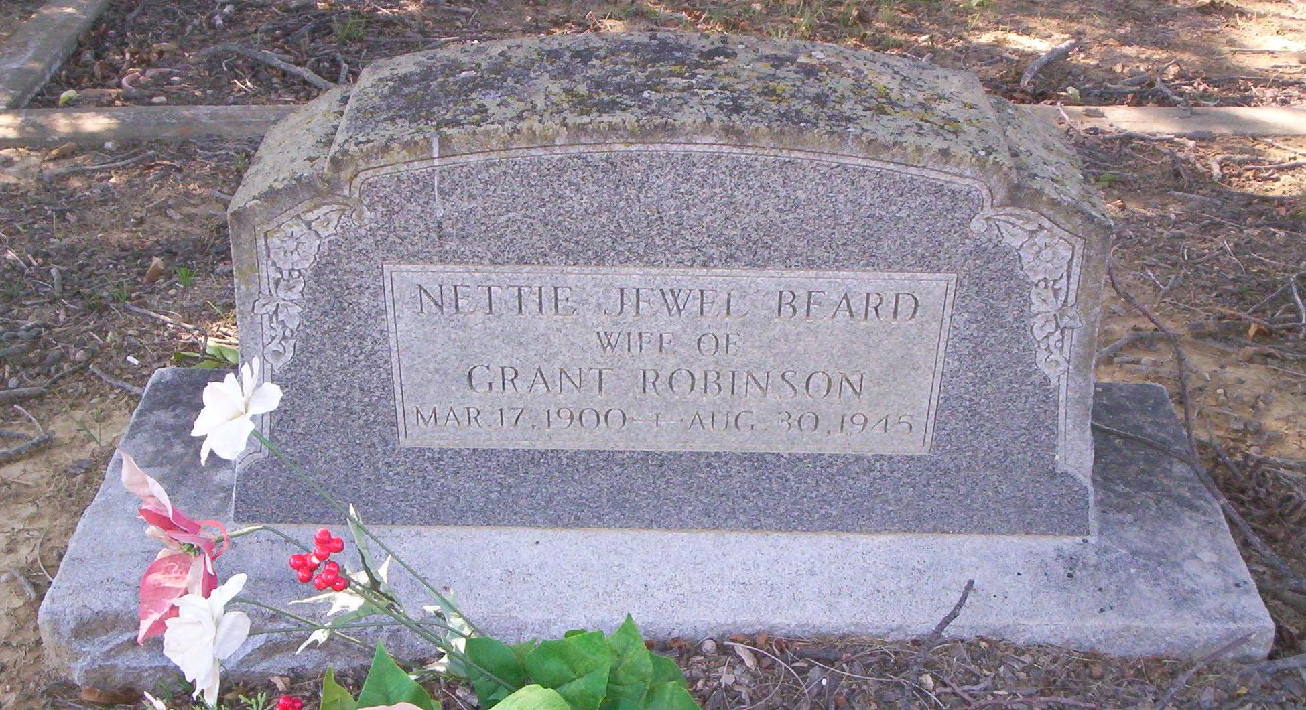 NETTIE JEWEL BEARD
WIFE OF
GRANT ROBINSON
MAR. 17, 1900 — AUG. 30, 1945